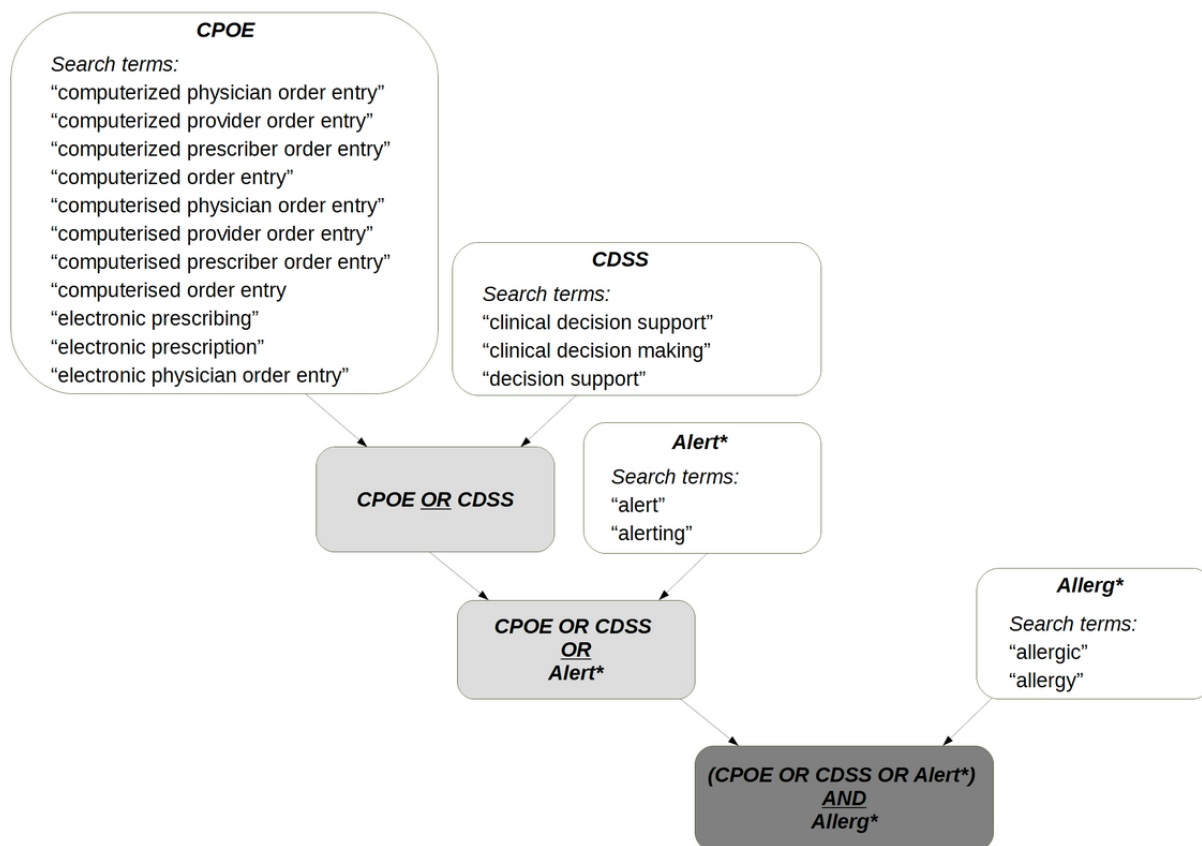 CPOE
Search terms:
“computerized physician order entry”
“computerized provider order entry”
“computerized prescriber order entry”
“computerized order entry”
“computerised physician order entry”
“computerised provider order entry”
“computerised prescriber order entry”
“computerised order entry
“electronic prescribing”
“electronic prescription”
“electronic physician order entry”
CDSS
Search terms:
“clinical decision support”
“clinical decision making”
“decision support”
CPOE OR CDSS
Alert*
Search terms:
“alert”
“alerting”
CPOE OR CDSS
OR
Alert*
Allerg*
Search terms:
“allergic”
“allergy”
(CPOE OR CDSS OR Alert*)
AND
Allerg*